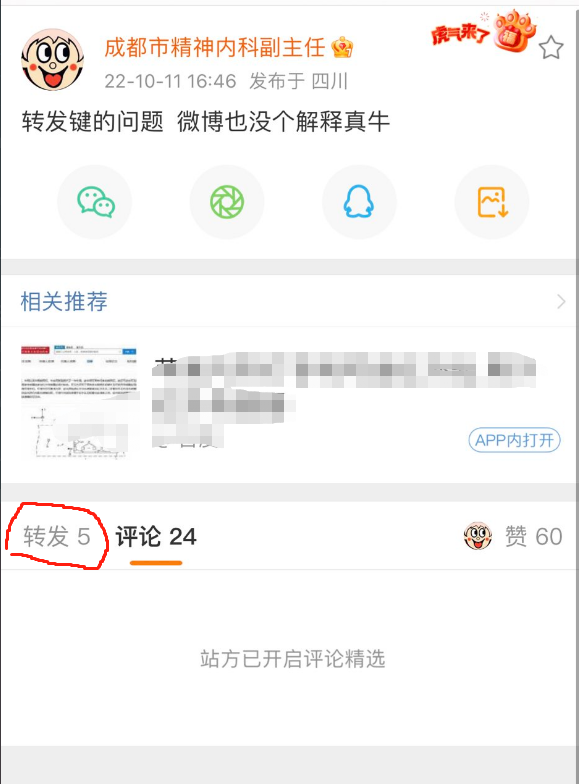 成都市精神内科副主任
虎气来了
22-10-11 16:46 发布于 四川
转发键的问题 微博也没个解释真牛
相关推荐
APP内打开
转发 5 评论 24 赞 60
站方已开启评论精选